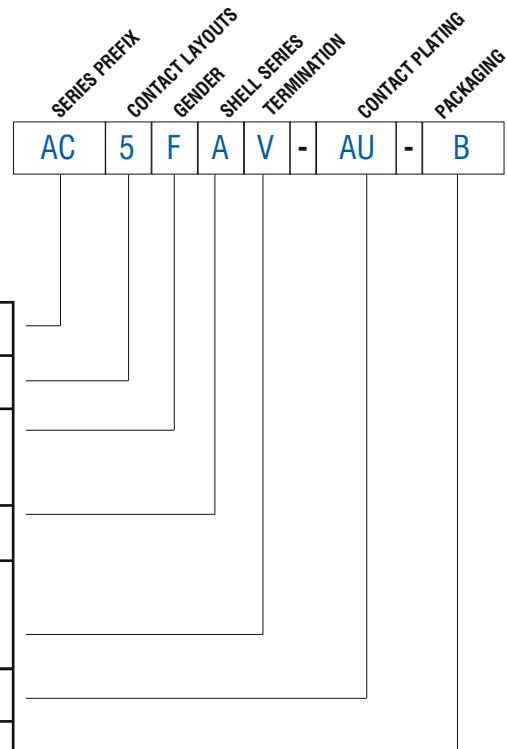 SERIES PREFIX
CONTACT LAYOUTS
GENDER
SHELL SERIES
TERMINATION
CONTACT PLATING
PACKAGING
AC 5 F A V - AU - B